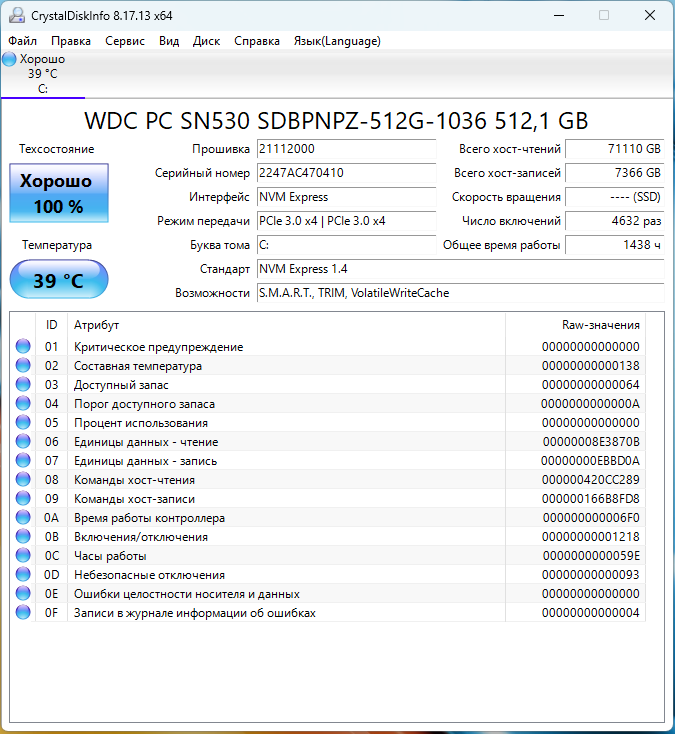 CrystalDiskInfo 8.17.13 x64
Файл Правка Сервис Вид Диск Справка Язык(Language)
Хорошо
39 °C
C:
WDC PC SN530 SDBPNPZ-512G-1036 512,1 GB
Техсостояние
Хорошо
100 %
Температура
39 °C
Прошивка 21112000
Серийный номер 2247AC470410
Интерфейс NVM Express
Режим передачи PCIe 3.0 x4 | PCIe 3.0 x4
Буква тома C:
Стандарт NVM Express 1.4
Возможности S.M.A.R.T., TRIM, VolatileWriteCache
Всего хост-чтений 71110 GB
Всего хост-записей 7366 GB
Скорость вращения ---- (SSD)
Число включений 4632 раз
Общее время работы 1438 ч
ID Атрибут Raw-значения
01 Критическое предупреждение 00000000000000
02 Составная температура 00000000000138
03 Доступный запас 00000000000064
04 Порог доступного запаса 0000000000000A
05 Процент использования 00000000000000
06 Единицы данных - чтение 00000008E3870B
07 Единицы данных - запись 00000000EBBD0A
08 Команды хост-чтения 000000420CC289
09 Команды хост-записи 000000166B8FD8
0A Время работы контроллера 000000000006F0
0B Включения/отключения 00000000001218
0C Часы работы 0000000000059E
0D Небезопасные отключения 00000000000093
0E Ошибки целостности носителя и данных 00000000000000
0F Записи в журнале информации об ошибках 00000000000004